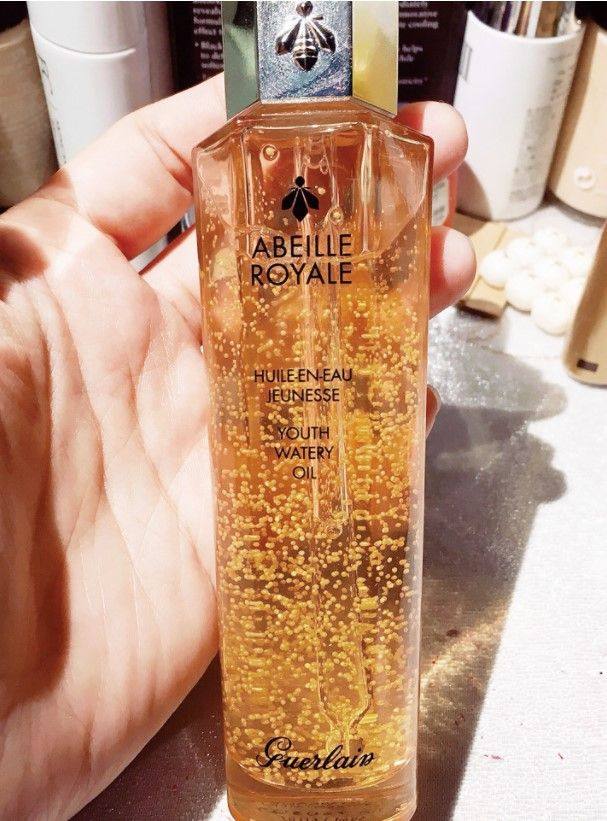 ABEILLE
ROYALE
HUILE-EN-EAU
JEUNESSE
YOUTH
WATERY
OIL
Guerlain